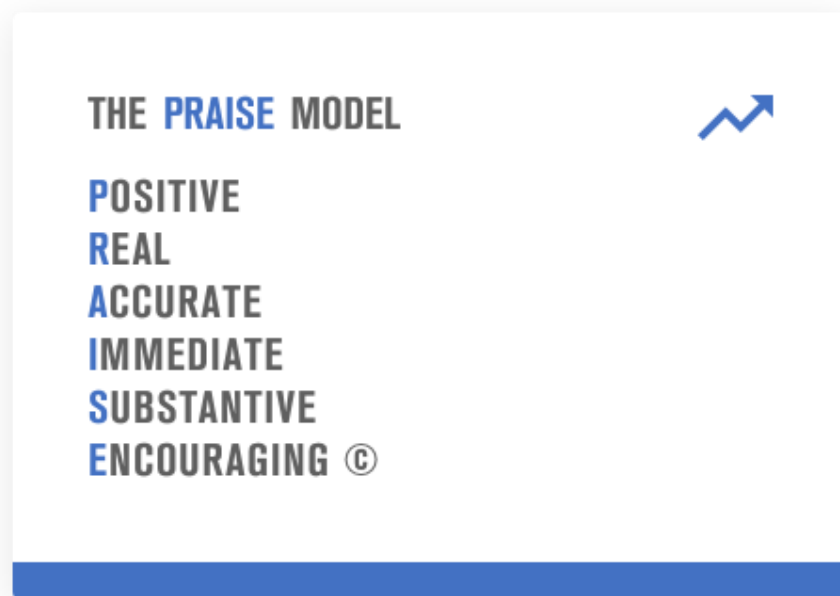 THE PRAISE MODEL
POSITIVE
REAL
ACCURATE
IMMEDIATE
SUBSTANTIVE
ENCOURAGING ©